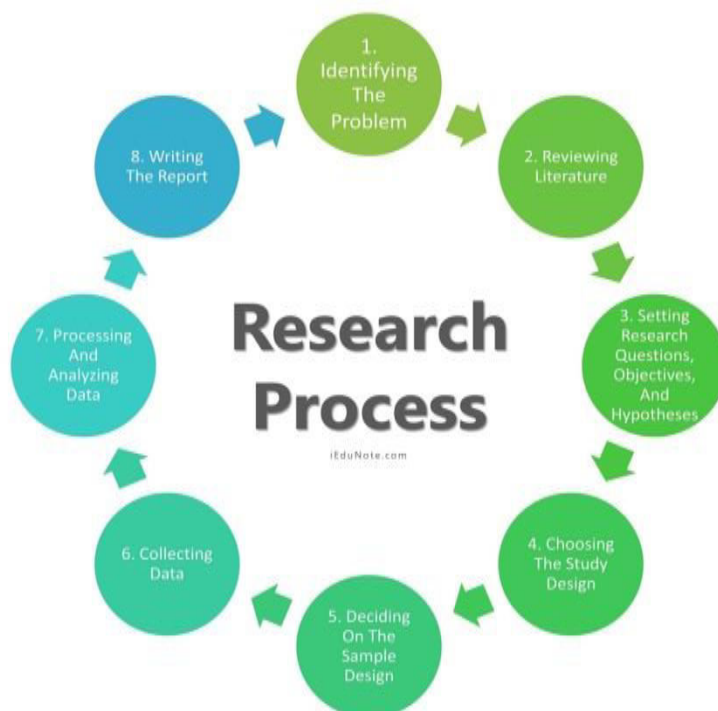 1.
Identifying
The
Problem
2. Reviewing
Literature
3. Setting
Research
Questions,
Objectives,
And
Hypotheses
4. Choosing
The Study
Design
5. Deciding
On The
Sample
Design
6. Collecting
Data
7. Processing
And
Analyzing
Data
8. Writing
The Report
Research
Process
iEduNote.com